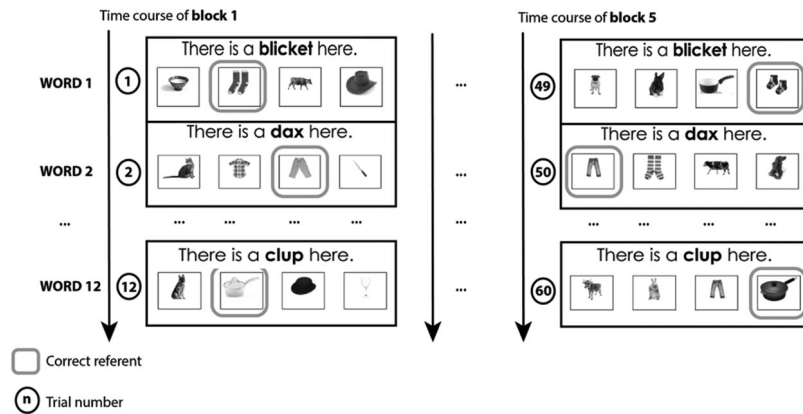 Time course of block 1
Time course of block 5
There is a blicket here.
WORD 1
1
...
49
There is a blicket here.
There is a dax here.
WORD 2
2
...
50
There is a dax here.
...
... ... ... ...
...
... ... ... ...
There is a clup here.
WORD 12
12
...
60
There is a clup here.
Correct referent
n Trial number